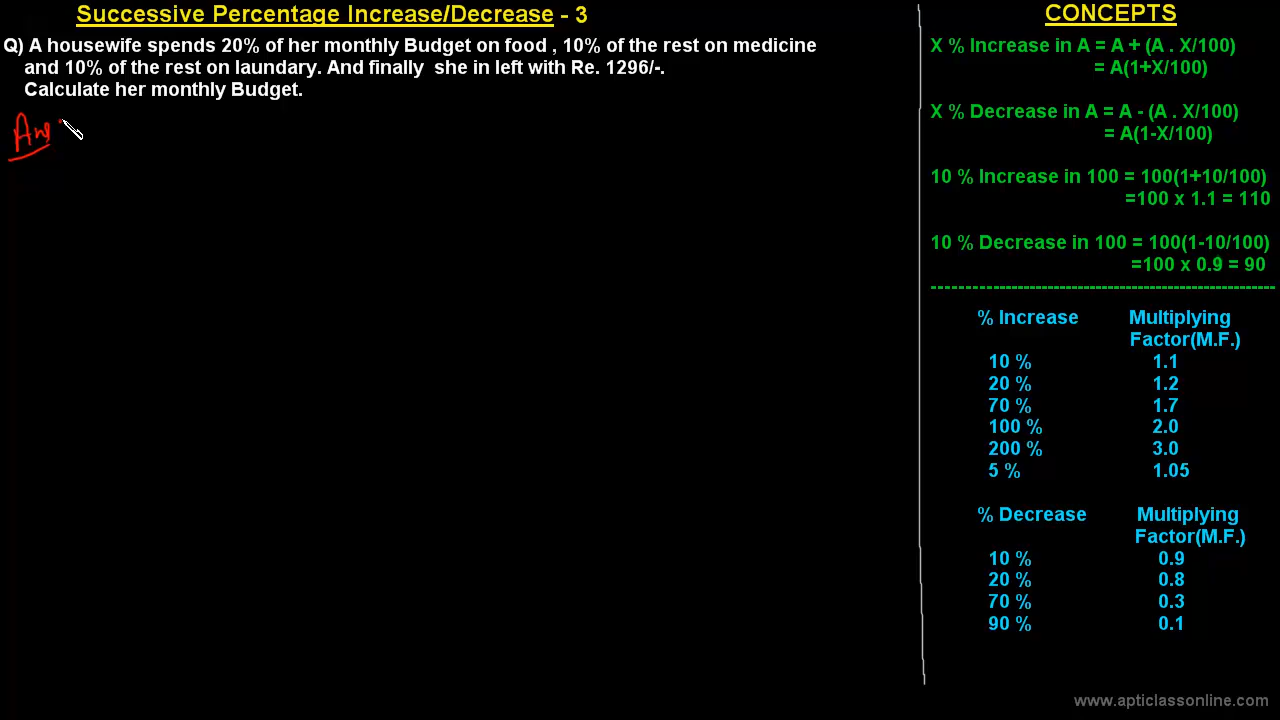 Successive Percentage Increase/Decrease - 3
Q) A housewife spends 20% of her monthly Budget on food , 10% of the rest on medicine
and 10% of the rest on laundary. And finally she in left with Re. 1296/-.
Calculate her monthly Budget.
Ans
CONCEPTS
X % Increase in A = A + (A . X/100)
= A(1+X/100)
X % Decrease in A = A - (A . X/100)
= A(1-X/100)
10 % Increase in 100 = 100(1+10/100)
=100 x 1.1 = 110
10 % Decrease in 100 = 100(1-10/100)
=100 x 0.9 = 90
% Increase Multiplying
Factor(M.F.)
10 % 1.1
20 % 1.2
70 % 1.7
100 % 2.0
200 % 3.0
5 % 1.05
% Decrease Multiplying
Factor(M.F.)
10 % 0.9
20 % 0.8
70 % 0.3
90 % 0.1
www.apticlassonline.com